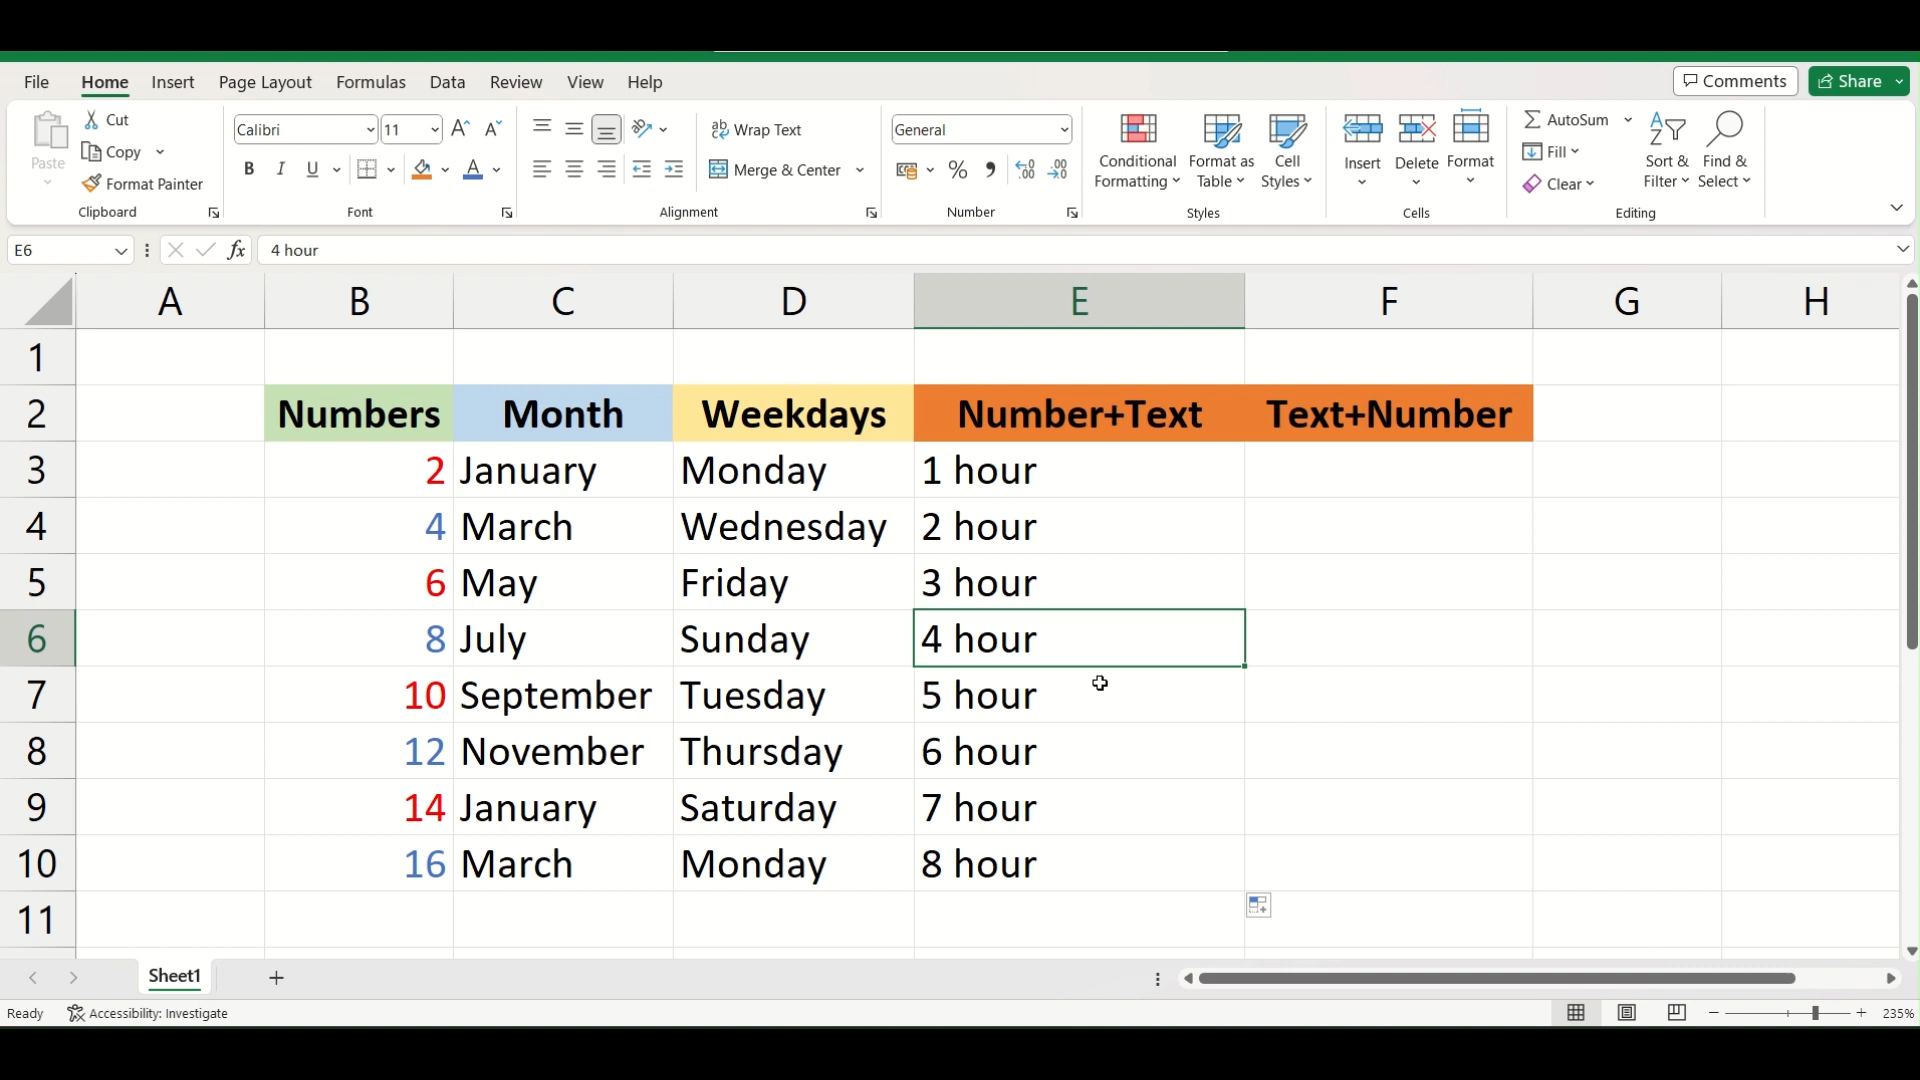 File Home Insert Page Layout Formulas Data Review View Help Comments Share
Cut
Copy
Format Painter
Paste
Clipboard
Calibri 11
B I U A
Font
Wrap Text
Merge & Center
Alignment
General
%
Number
Conditional Formatting
Format as Table
Cell Styles
Styles
Insert Delete Format
Cells
AutoSum
Fill
Clear
Sort & Filter
Find & Select
Editing
E6 fx 4 hour
A B C D E F G H
1
2 Numbers Month Weekdays Number+Text Text+Number
3 2 January Monday 1 hour
4 4 March Wednesday 2 hour
5 6 May Friday 3 hour
6 8 July Sunday 4 hour
7 10 September Tuesday 5 hour
8 12 November Thursday 6 hour
9 14 January Saturday 7 hour
10 16 March Monday 8 hour
11
Sheet1
Ready Accessibility: Investigate 235%